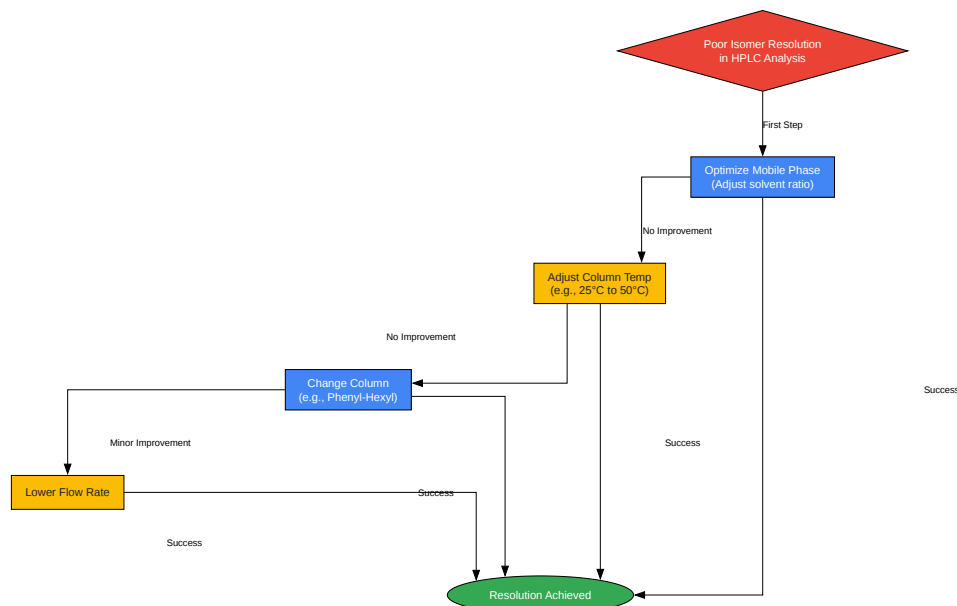 Poor Isomer Resolution
in HPLC Analysis
First Step
Optimize Mobile Phase
(Adjust solvent ratio)
No Improvement
Adjust Column Temp
(e.g., 25°C to 50°C)
No Improvement
Change Column
(e.g., Phenyl-Hexyl)
Success
Minor Improvement
Success
Lower Flow Rate
Success
Success
Resolution Achieved